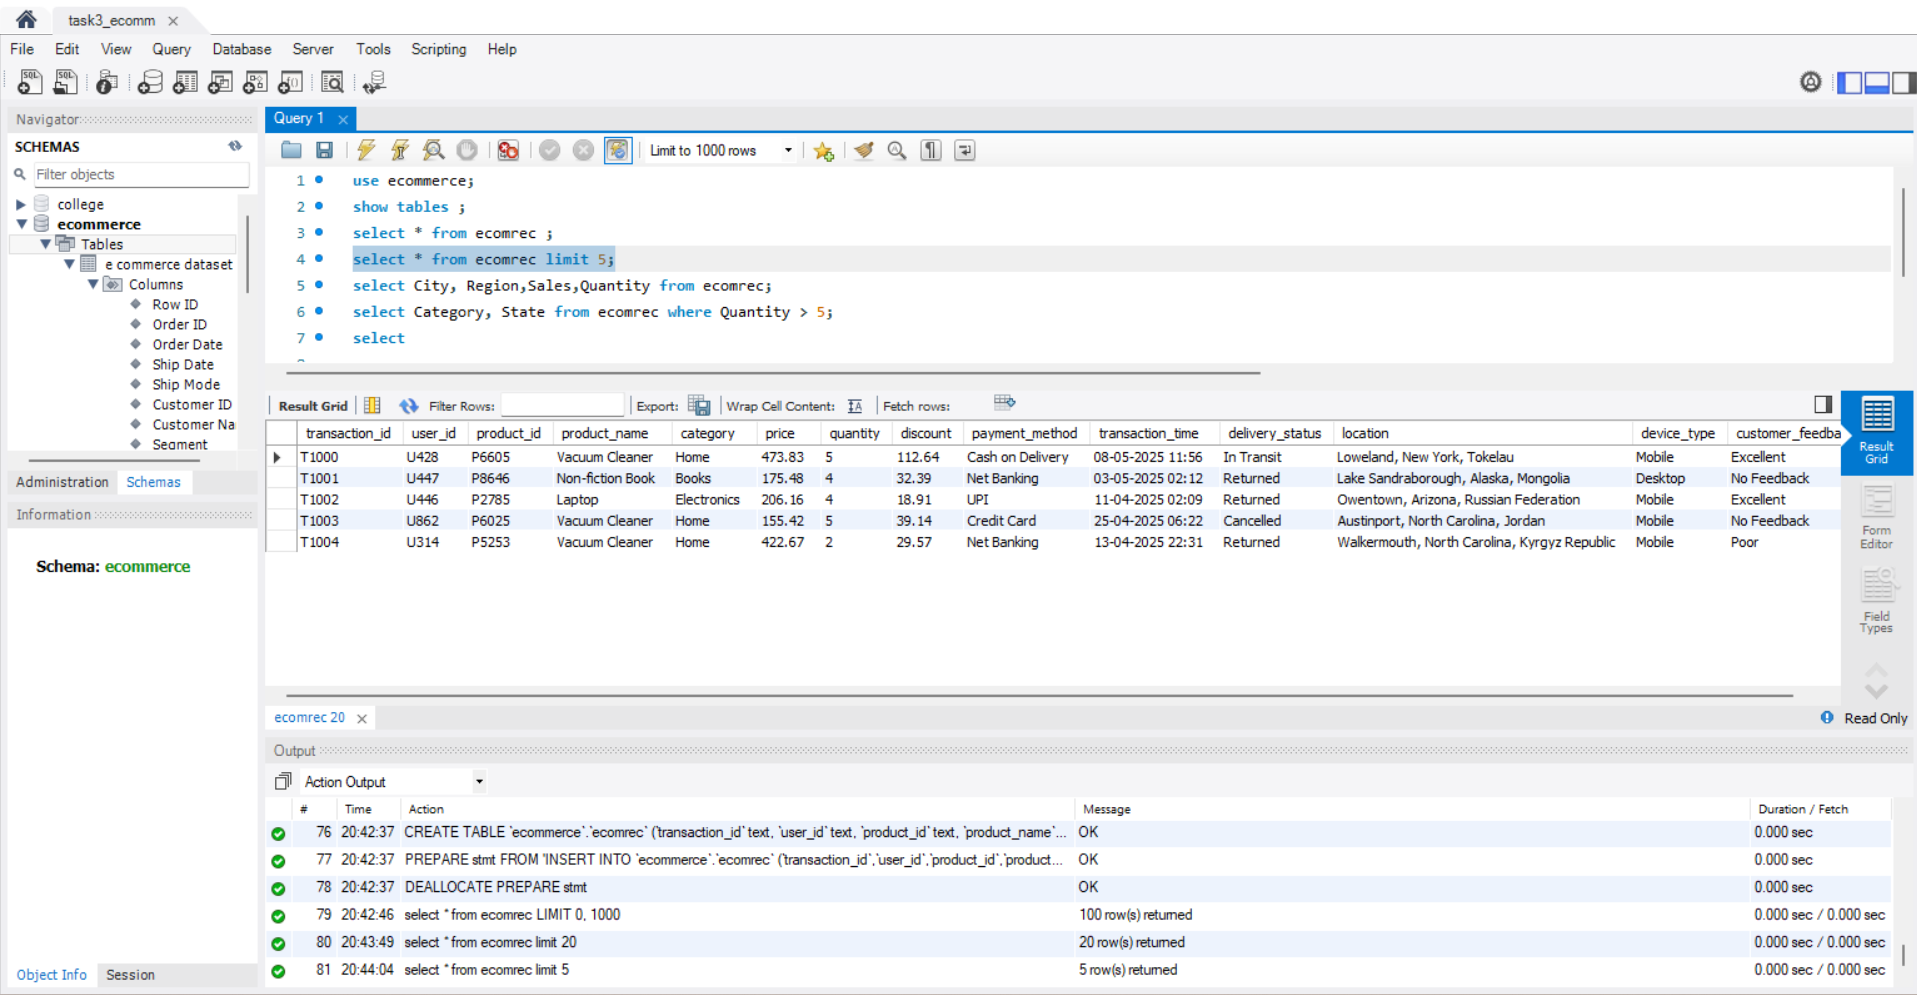 task3_ecomm
File Edit View Query Database Server Tools Scripting Help
Navigator
SCHEMAS
Filter objects
college
ecommerce
Tables
e commerce dataset
Columns
Row ID
Order ID
Order Date
Ship Date
Ship Mode
Customer ID
Customer Na
Segment
Administration Schemas
Information
Schema: ecommerce
Object Info Session
Query 1
Limit to 1000 rows
1 use ecommerce;
2 show tables ;
3 select * from ecomrec ;
4 select * from ecomrec limit 5;
5 select City, Region,Sales,Quantity from ecomrec;
6 select Category, State from ecomrec where Quantity > 5;
7 select
Result Grid Filter Rows: Export: Wrap Cell Content: Fetch rows:
transaction_id user_id product_id product_name category price quantity discount payment_method transaction_time delivery_status location device_type customer_feedba
T1000 U428 P6605 Vacuum Cleaner Home 473.83 5 112.64 Cash on Delivery 08-05-2025 11:56 In Transit Loweland, New York, Tokelau Mobile Excellent
T1001 U447 P8646 Non-fiction Book Books 175.48 4 32.39 Net Banking 03-05-2025 02:12 Returned Lake Sandraborough, Alaska, Mongolia Desktop No Feedback
T1002 U446 P2785 Laptop Electronics 206.16 4 18.91 UPI 11-04-2025 02:09 Returned Owentown, Arizona, Russian Federation Mobile Excellent
T1003 U862 P6025 Vacuum Cleaner Home 155.42 5 39.14 Credit Card 25-04-2025 06:22 Cancelled Austinport, North Carolina, Jordan Mobile No Feedback
T1004 U314 P5253 Vacuum Cleaner Home 422.67 2 29.57 Net Banking 13-04-2025 22:31 Returned Walkermouth, North Carolina, Kyrgyz Republic Mobile Poor
Result
Grid
Form
Editor
Field
Types
ecomrec 20
Read Only
Output
Action Output
# Time Action Message Duration / Fetch
76 20:42:37 CREATE TABLE `ecommerce`.`ecomrec` (`transaction_id` text, `user_id` text, `product_id` text, `product_name`... OK 0.000 sec
77 20:42:37 PREPARE stmt FROM 'INSERT INTO `ecommerce`.`ecomrec` (`transaction_id`,`user_id`,`product_id`,`product... OK 0.000 sec
78 20:42:37 DEALLOCATE PREPARE stmt OK 0.000 sec
79 20:42:46 select * from ecomrec LIMIT 0, 1000 100 row(s) returned 0.000 sec / 0.000 sec
80 20:43:49 select * from ecomrec limit 20 20 row(s) returned 0.000 sec / 0.000 sec
81 20:44:04 select * from ecomrec limit 5 5 row(s) returned 0.000 sec / 0.000 sec